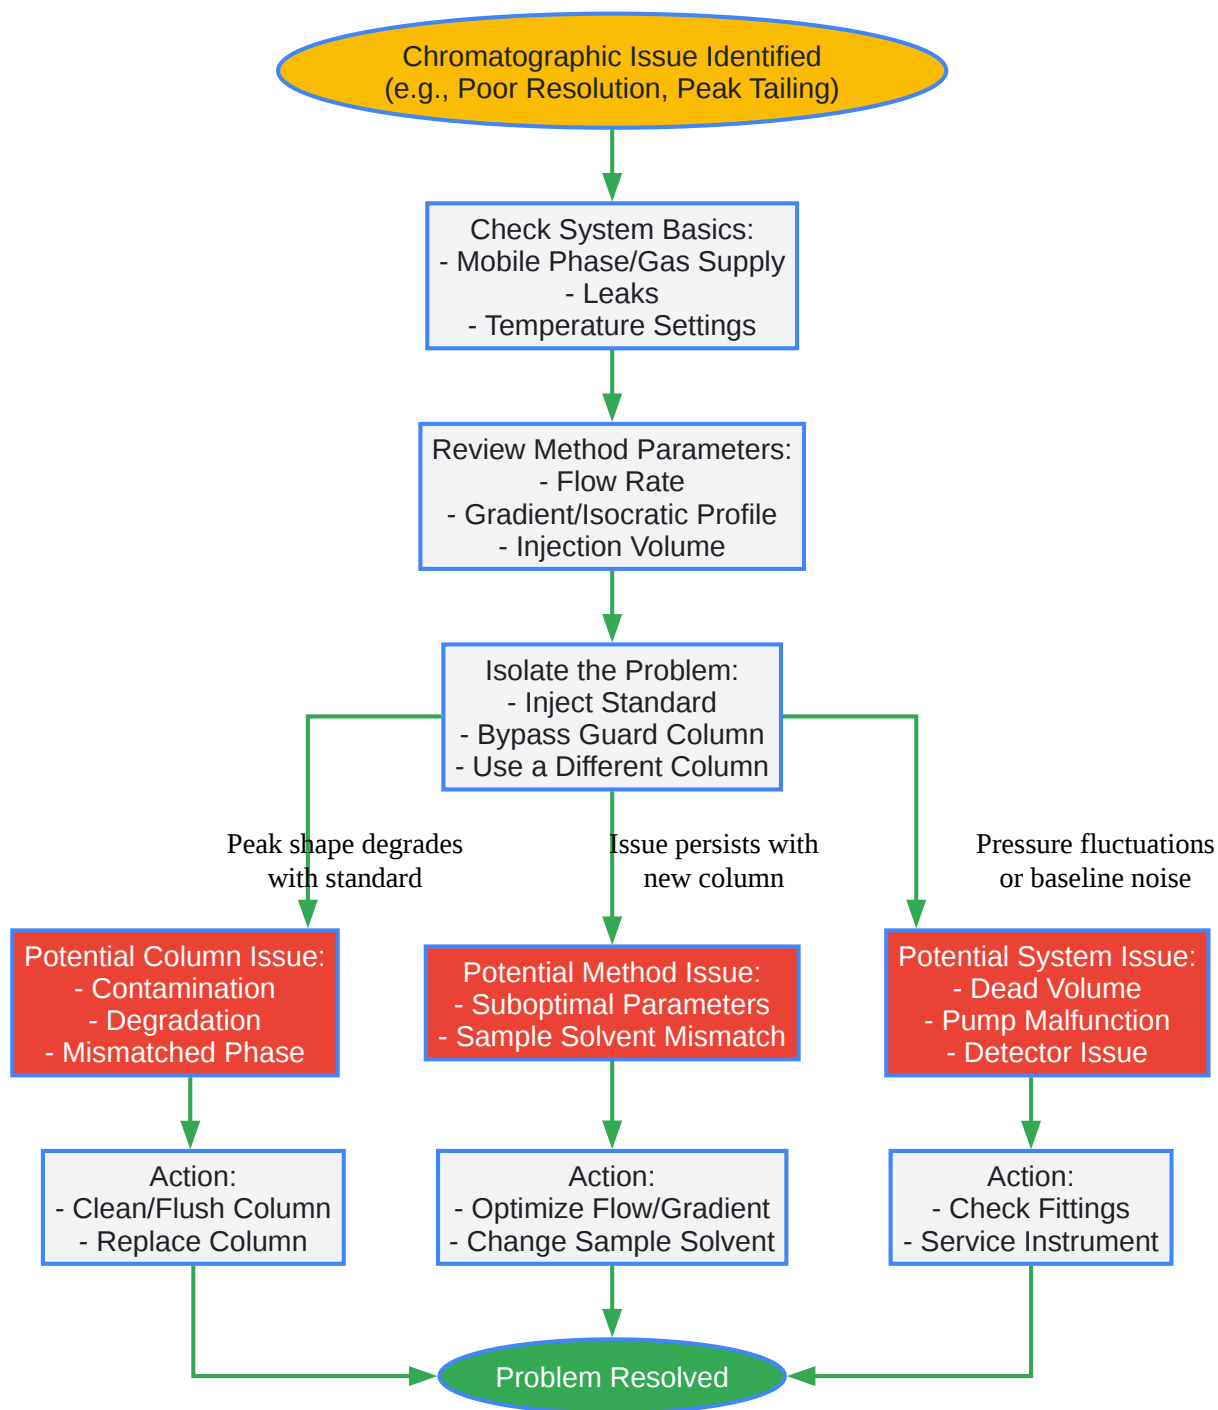 Chromatographic Issue Identified
(e.g., Poor Resolution, Peak Tailing)
Check System Basics:
- Mobile Phase/Gas Supply
- Leaks
- Temperature Settings
Review Method Parameters:
- Flow Rate
- Gradient/Isocratic Profile
- Injection Volume
Isolate the Problem:
- Inject Standard
- Bypass Guard Column
- Use a Different Column
Peak shape degrades
with standard
Issue persists with
new column
Pressure fluctuations
or baseline noise
Potential Column Issue:
- Contamination
- Degradation
- Mismatched Phase
Potential Method Issue:
- Suboptimal Parameters
- Sample Solvent Mismatch
Potential System Issue:
- Dead Volume
- Pump Malfunction
- Detector Issue
Action:
- Clean/Flush Column
- Replace Column
Action:
- Optimize Flow/Gradient
- Change Sample Solvent
Action:
- Check Fittings
- Service Instrument
Problem Resolved